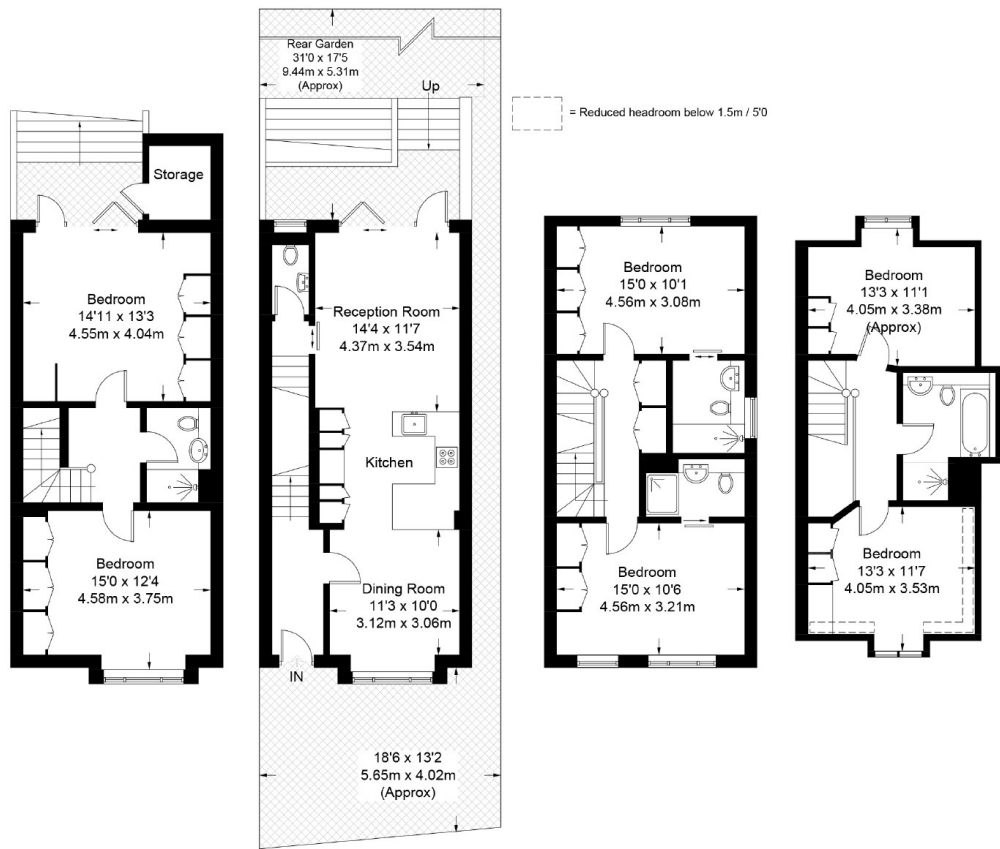 Rear Garden
31'0 x 17'5
9.44m x 5.31m
(Approx)
Up
= Reduced headroom below 1.5m / 5'0
Storage
Bedroom
14'11 x 13'3
4.55m x 4.04m
Bedroom
15'0 x 12'4
4.58m x 3.75m
Reception Room
14'4 x 11'7
4.37m x 3.54m
Kitchen
Dining Room
11'3 x 10'0
3.12m x 3.06m
IN
18'6 x 13'2
5.65m x 4.02m
(Approx)
Bedroom
15'0 x 10'1
4.56m x 3.08m
Bedroom
15'0 x 10'6
4.56m x 3.21m
Bedroom
13'3 x 11'1
4.05m x 3.38m
(Approx)
Bedroom
13'3 x 11'7
4.05m x 3.53m